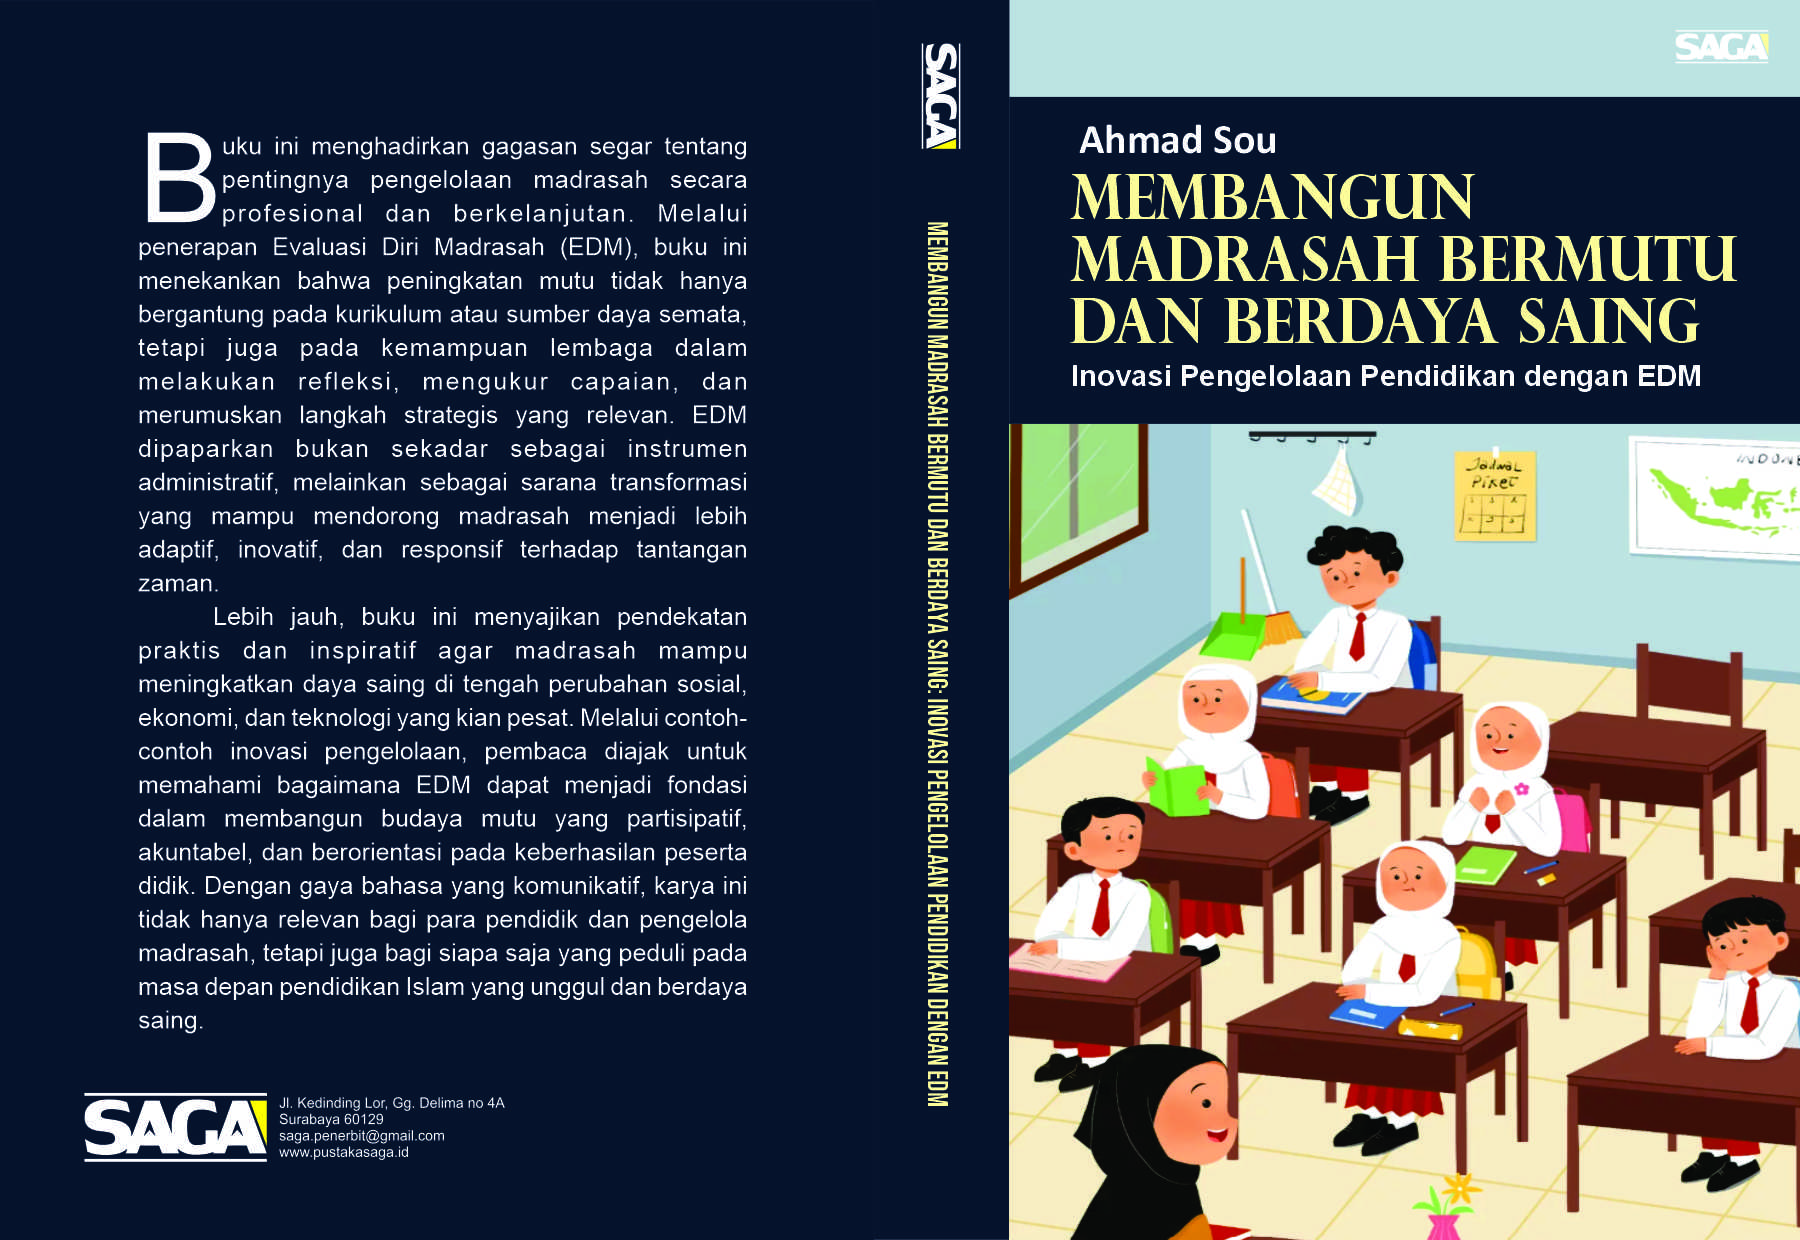 Buku ini menghadirkan gagasan segar tentang
pentingnya pengelolaan madrasah secara
profesional dan berkelanjutan. Melalui
penerapan Evaluasi Diri Madrasah (EDM), buku ini
menekankan bahwa peningkatan mutu tidak hanya
bergantung pada kurikulum atau sumber daya semata,
tetapi juga pada kemampuan lembaga dalam
melakukan refleksi, mengukur capaian, dan
merumuskan langkah strategis yang relevan. EDM
dipaparkan bukan sekadar sebagai instrumen
administratif, melainkan sebagai sarana transformasi
yang mampu mendorong madrasah menjadi lebih
adaptif, inovatif, dan responsif terhadap tantangan
zaman.
Lebih jauh, buku ini menyajikan pendekatan
praktis dan inspiratif agar madrasah mampu
meningkatkan daya saing di tengah perubahan sosial,
ekonomi, dan teknologi yang kian pesat. Melalui contoh-
contoh inovasi pengelolaan, pembaca diajak untuk
memahami bagaimana EDM dapat menjadi fondasi
dalam membangun budaya mutu yang partisipatif,
akuntabel, dan berorientasi pada keberhasilan peserta
didik. Dengan gaya bahasa yang komunikatif, karya ini
tidak hanya relevan bagi para pendidik dan pengelola
madrasah, tetapi juga bagi siapa saja yang peduli pada
masa depan pendidikan Islam yang unggul dan berdaya
saing.
SAGA
Jl. Kedinding Lor, Gg. Delima no 4A
Surabaya 60129
saga.penerbit@gmail.com
www.pustakasaga.id
SAGA
MEMBANGUN MADRASAH BERMUTU DAN BERDAYA SAING: INOVASI PENGELOLAAN PENDIDIKAN DENGAN EDM
SAGA
Ahmad Sou
MEMBANGUN
MADRASAH BERMUTU
DAN BERDAYA SAING
Inovasi Pengelolaan Pendidikan dengan EDM
Jadwal
Piket
INDONE